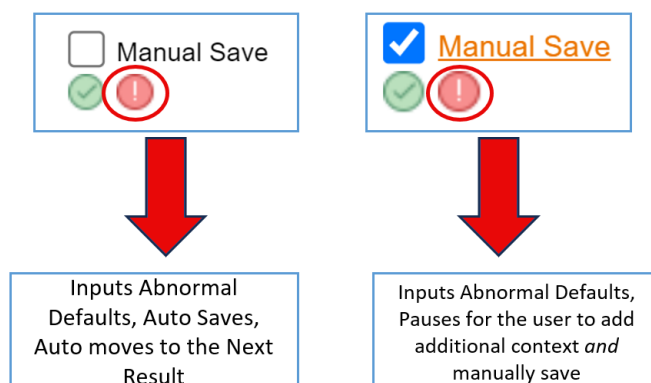 Manual Save
Manual Save
Inputs Abnormal
Defaults, Auto Saves,
Auto moves to the Next
Result
Inputs Abnormal Defaults,
Pauses for the user to add
additional context and
manually save